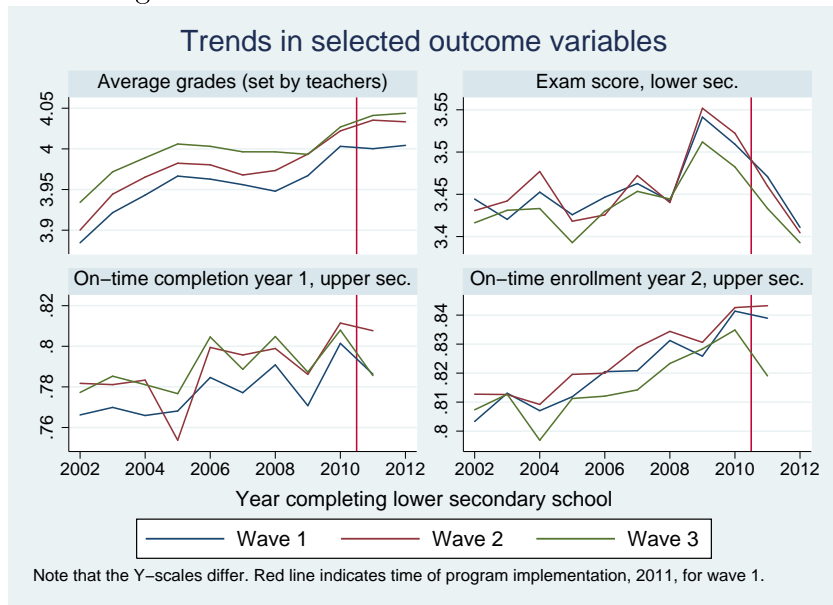 Trends in selected outcome variables
Average grades (set by teachers)
Exam score, lower sec.
4.05
4
3.95
3.9
3.55
3.5
3.45
3.4
On−time completion year 1, upper sec.
On−time enrollment year 2, upper sec.
.82
.8
.78
.76
.84
.83
.82
.81
.8
2002 2004 2006 2008 2010 2012
2002 2004 2006 2008 2010 2012
Year completing lower secondary school
Wave 1 Wave 2 Wave 3
Note that the Y−scales differ. Red line indicates time of program implementation, 2011, for wave 1.